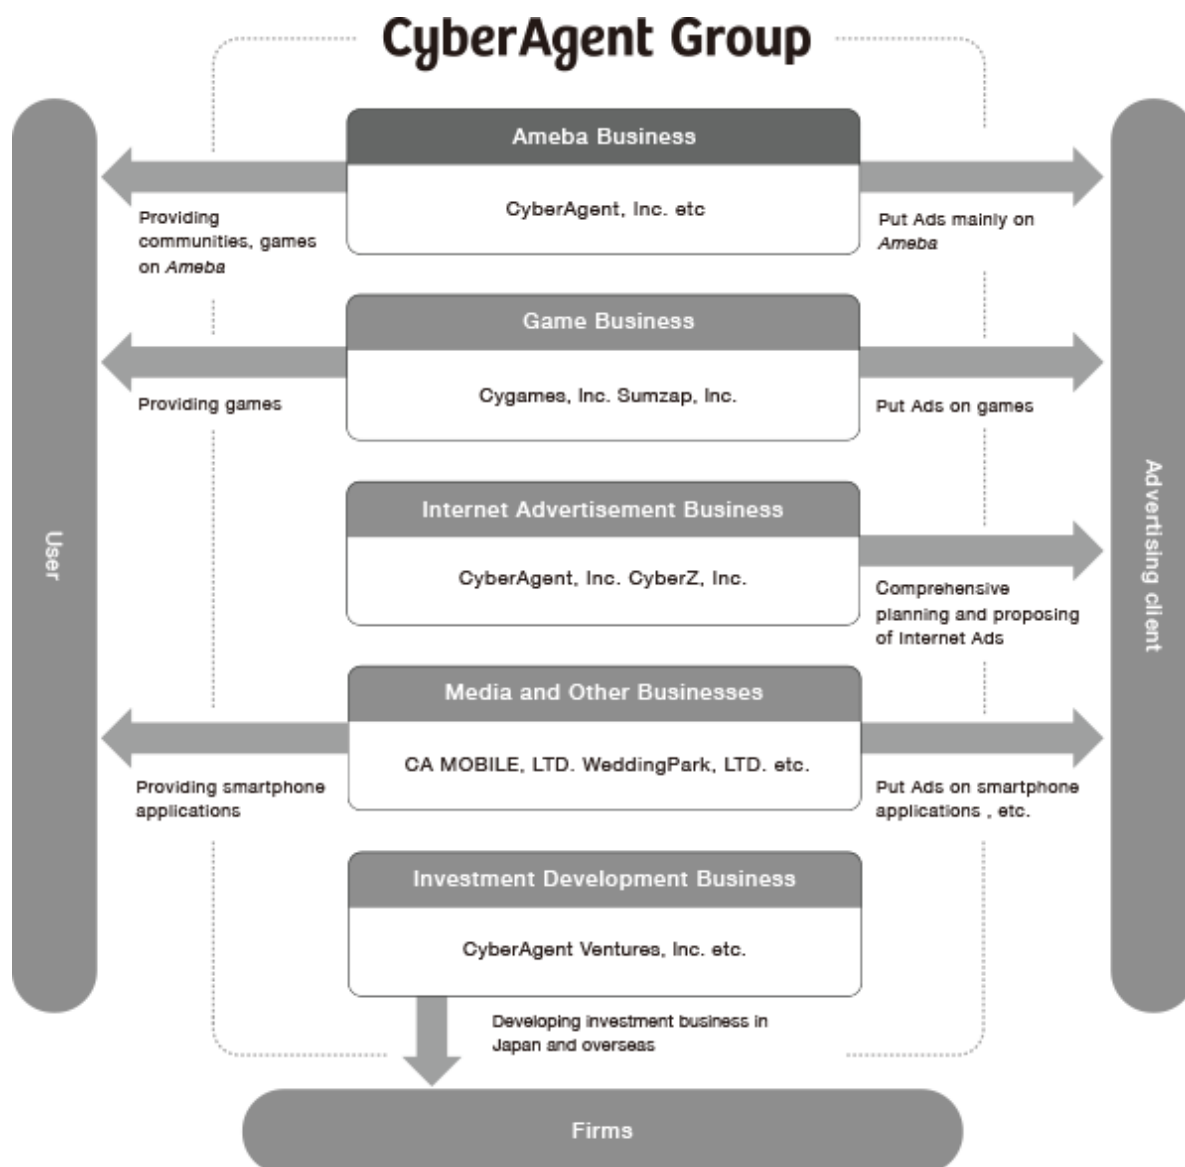 CyberAgent Group
Ameba Business
CyberAgent, Inc. etc
Providing
communities, games
on Ameba
Put Ads mainly on
Ameba
Game Business
Cygames, Inc. Sumzap, Inc.
Providing games
Put Ads on games
Internet Advertisement Business
CyberAgent, Inc. CyberZ, Inc.
Comprehensive
planning and proposing
of Internet Ads
User
Advertising client
Media and Other Businesses
CA MOBILE, LTD. WeddingPark, LTD. etc.
Providing smartphone
applications
Put Ads on smartphone
applications , etc.
Investment Development Business
CyberAgent Ventures, Inc. etc.
Developing investment business in
Japan and overseas
Firms